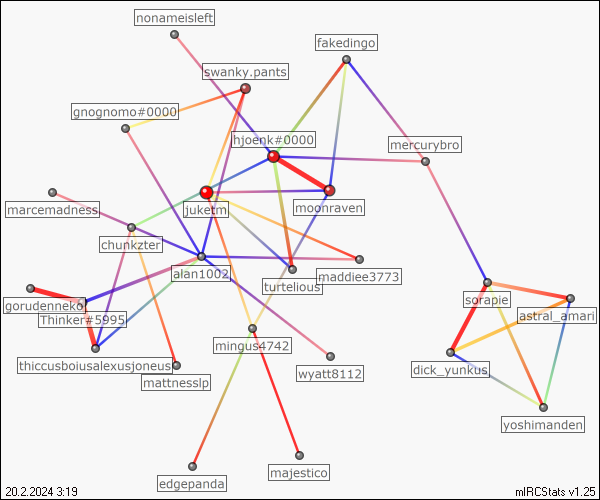 nonameisleft
fakedingo
swanky.pants
gnognomo#0000
hjoenk#0000
mercurybro
marcemadness
juketm
moonraven
chunkzter
alan1002
turtelious
maddiee3773
gorudenneko
sorapie
Thinker#5995
astral_amari
mingus4742
thiccusboiusalexusjoneus
dick_yunkus
wyatt8112
mattnesslp
yoshimanden
majestico
edgepanda
20.2.2024 3:19
mIRCStats v1.25